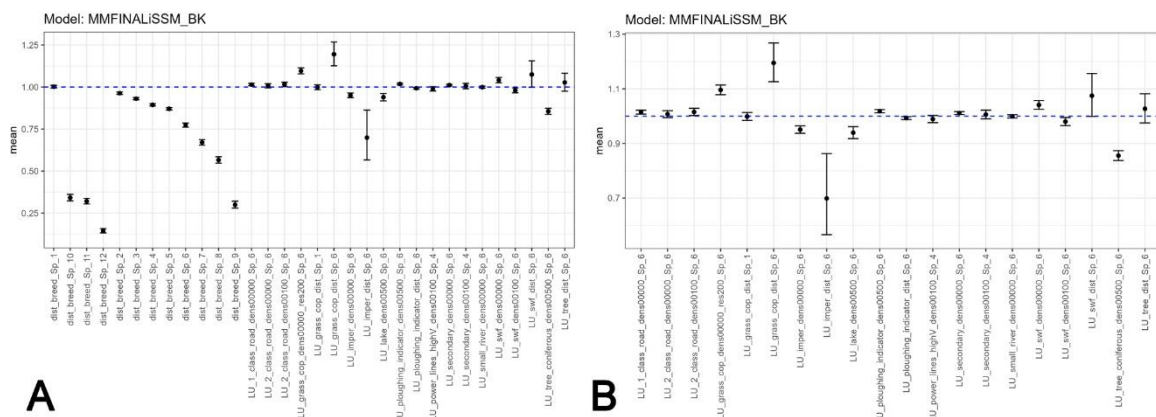 Model: MMFINALiSSM_BK
1.25
1.00
0.75
0.50
0.25
mean
dist_breed_Sp_1
dist_breed_Sp_10
dist_breed_Sp_11
dist_breed_Sp_12
dist_breed_Sp_2
dist_breed_Sp_3
dist_breed_Sp_4
dist_breed_Sp_5
dist_breed_Sp_6
dist_breed_Sp_7
dist_breed_Sp_8
dist_breed_Sp_9
LU_1_class_road_dens00000_Sp_6
LU_2_class_road_dens00000_Sp_6
LU_2_class_road_dens00100_Sp_6
LU_grass_cop_dens00000_res200_Sp_6
LU_grass_cop_dist_Sp_1
LU_grass_cop_dist_Sp_6
LU_imper_dens00000_Sp_6
LU_imper_dist_Sp_6
LU_lake_dens00500_Sp_6
LU_ploughing_indicator_dens00500_Sp_6
LU_ploughing_indicator_dist_Sp_6
LU_power_lines_highV_dens00100_Sp_4
LU_secondary_dens00000_Sp_6
LU_secondary_dens00100_Sp_4
LU_small_river_dens00000_Sp_6
LU_swf_dens00000_Sp_6
LU_swf_dens00100_Sp_6
LU_swf_dist_Sp_6
LU_tree_coniferous_dens00500_Sp_6
LU_tree_dist_Sp_6
A
Model: MMFINALiSSM_BK
1.3
1.1
0.9
0.7
mean
LU_1_class_road_dens00000_Sp_6
LU_2_class_road_dens00000_Sp_6
LU_2_class_road_dens00100_Sp_6
LU_grass_cop_dens00000_res200_Sp_6
LU_grass_cop_dist_Sp_1
LU_grass_cop_dist_Sp_6
LU_imper_dens00000_Sp_6
LU_imper_dist_Sp_6
LU_lake_dens00500_Sp_6
LU_ploughing_indicator_dens00500_Sp_6
LU_ploughing_indicator_dist_Sp_6
LU_power_lines_highV_dens00100_Sp_4
LU_secondary_dens00000_Sp_6
LU_secondary_dens00100_Sp_4
LU_small_river_dens00000_Sp_6
LU_swf_dens00000_Sp_6
LU_swf_dens00100_Sp_6
LU_swf_dist_Sp_6
LU_tree_coniferous_dens00500_Sp_6
LU_tree_dist_Sp_6
B